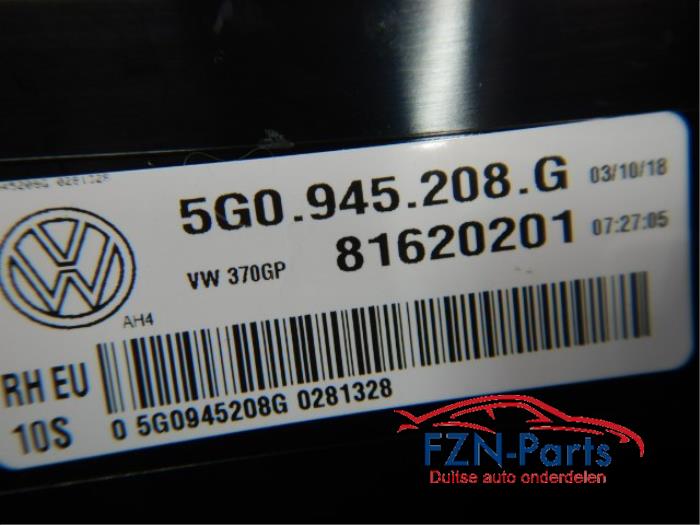 5G0.945.208.G 03/10/18
VW 370GP 81620201 07:27:05
AH4
RH EU
10S 0 5G0945208G 0281328
FZN-Parts
Duitse auto onderdelen